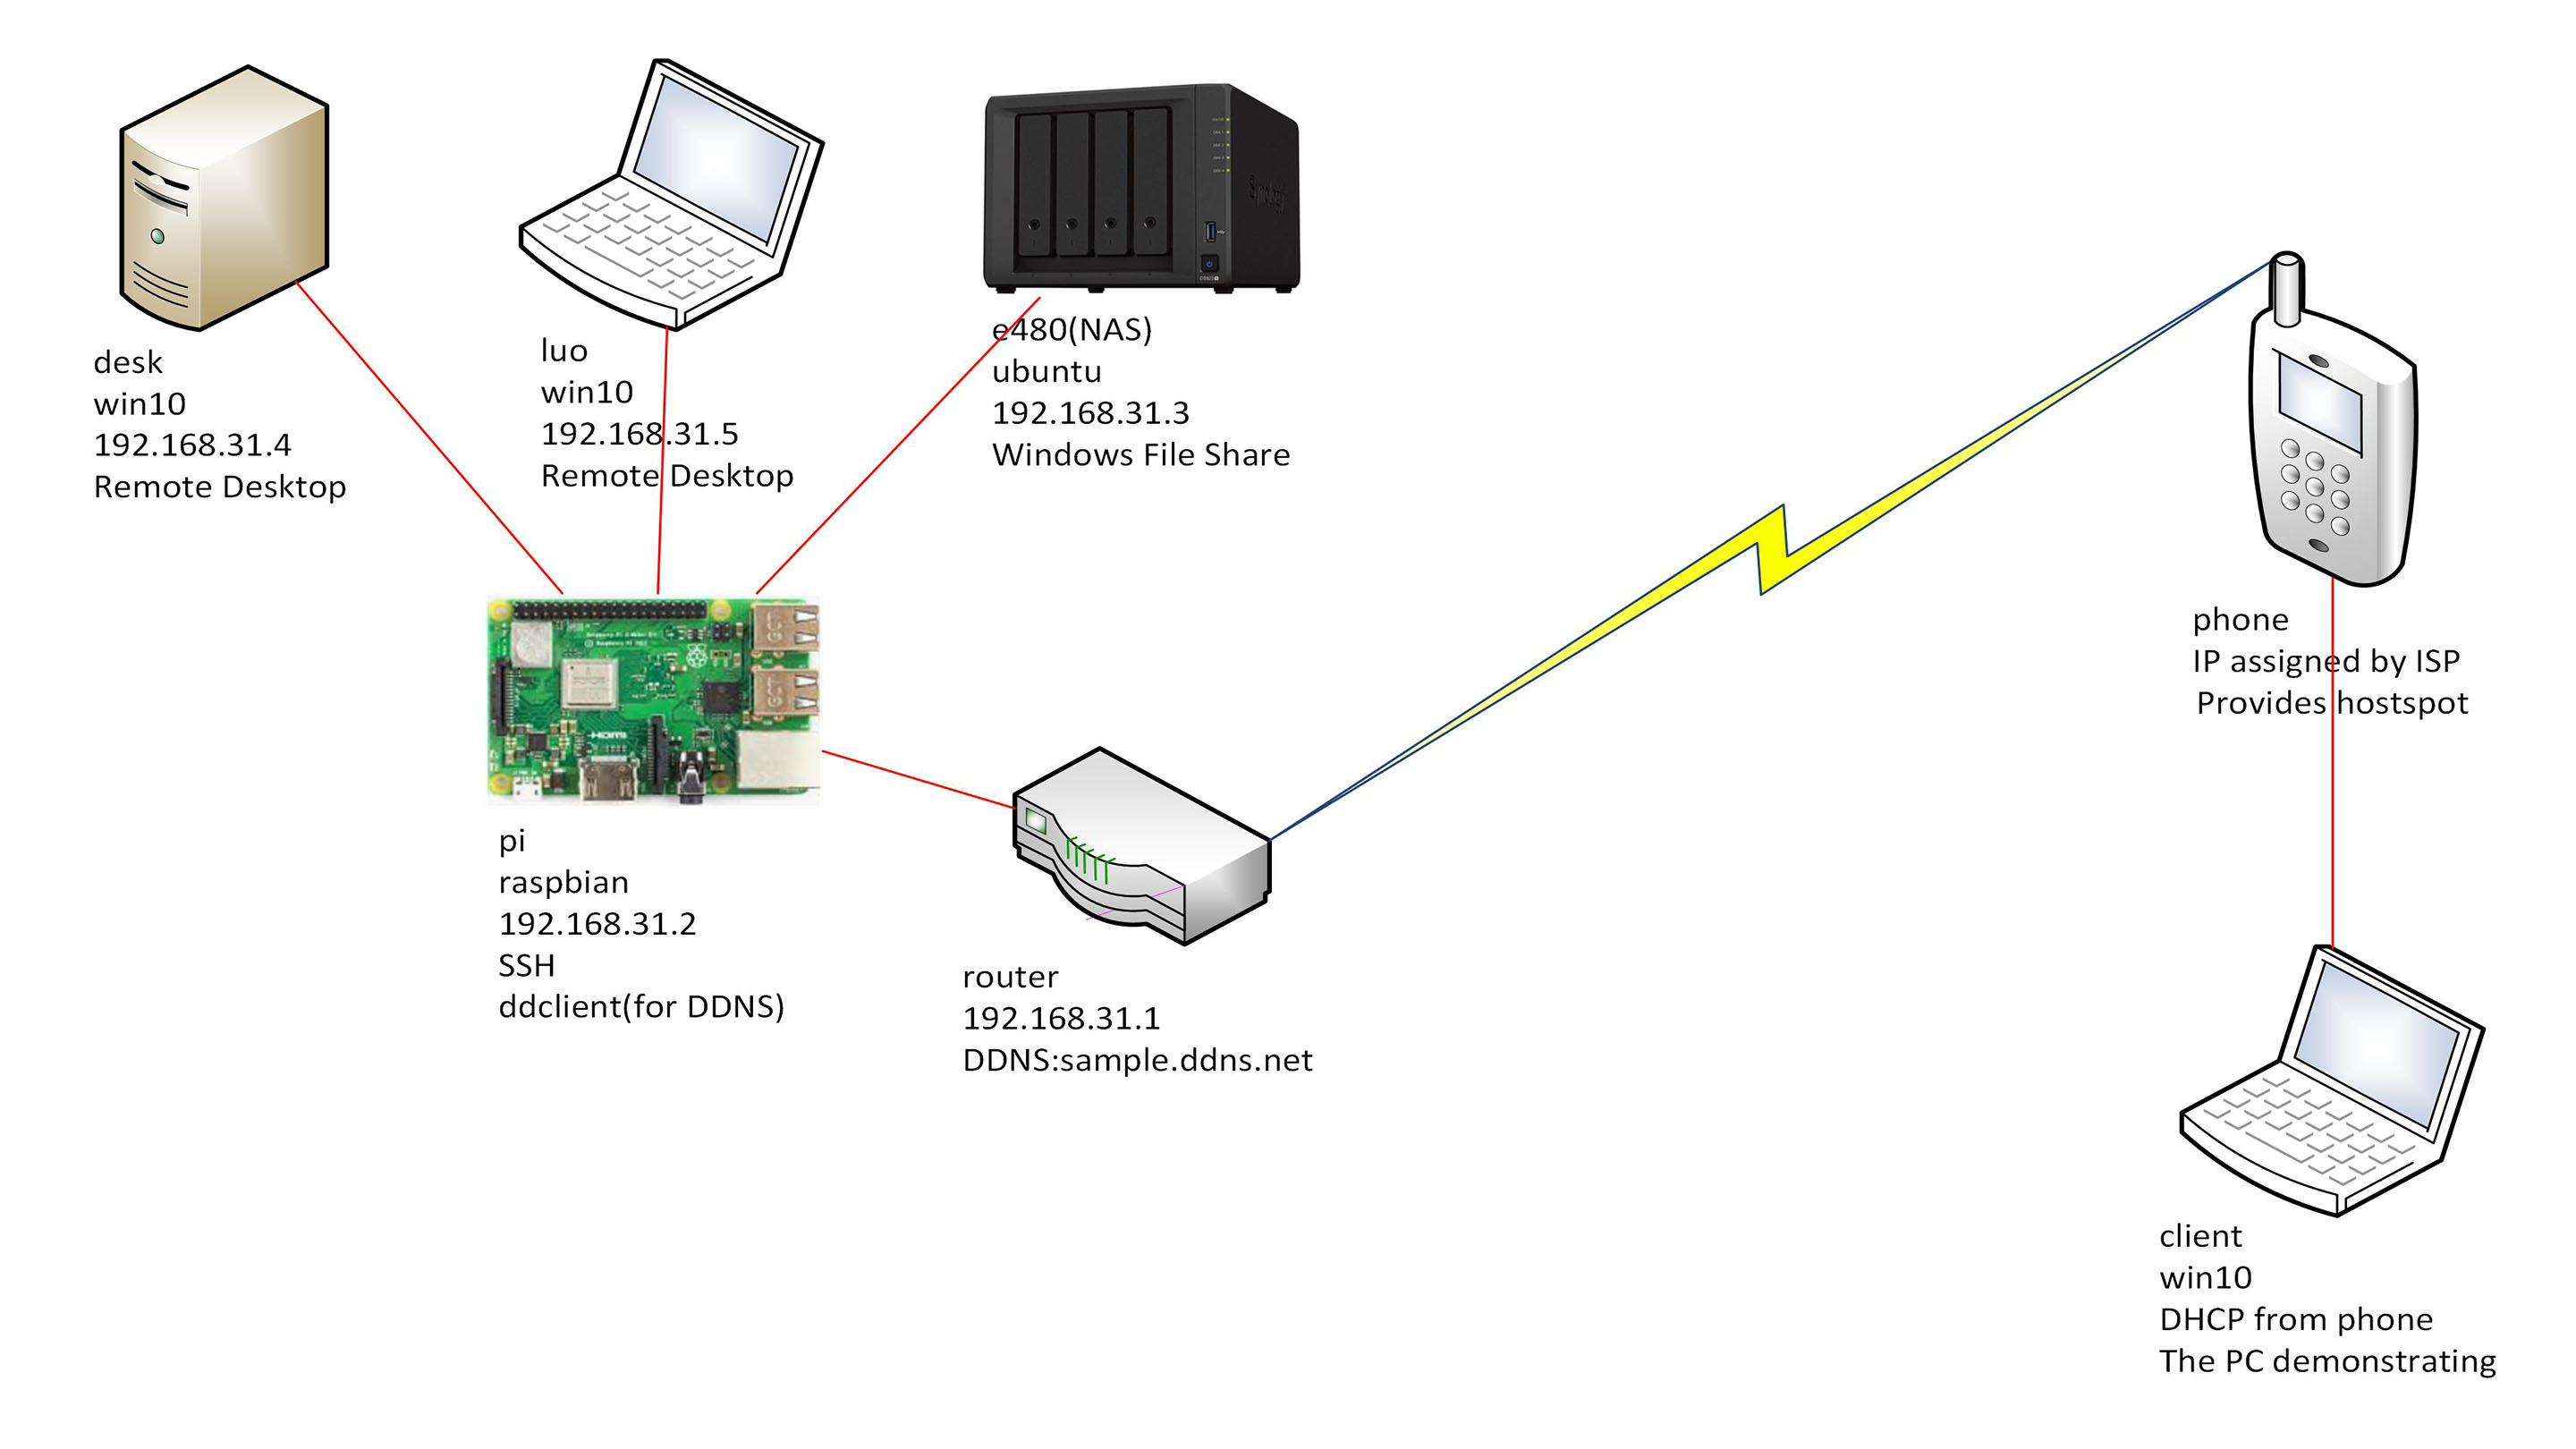 desk
win10
192.168.31.4
Remote Desktop
luo
win10
192.168.31.5
Remote Desktop
e480(NAS)
ubuntu
192.168.31.3
Windows File Share
Synology
pi
raspbian
192.168.31.2
SSH
ddclient(for DDNS)
HDMI
router
192.168.31.1
DDNS:sample.ddns.net
phone
IP assigned by ISP
Provides hostspot
client
win10
DHCP from phone
The PC demonstrating